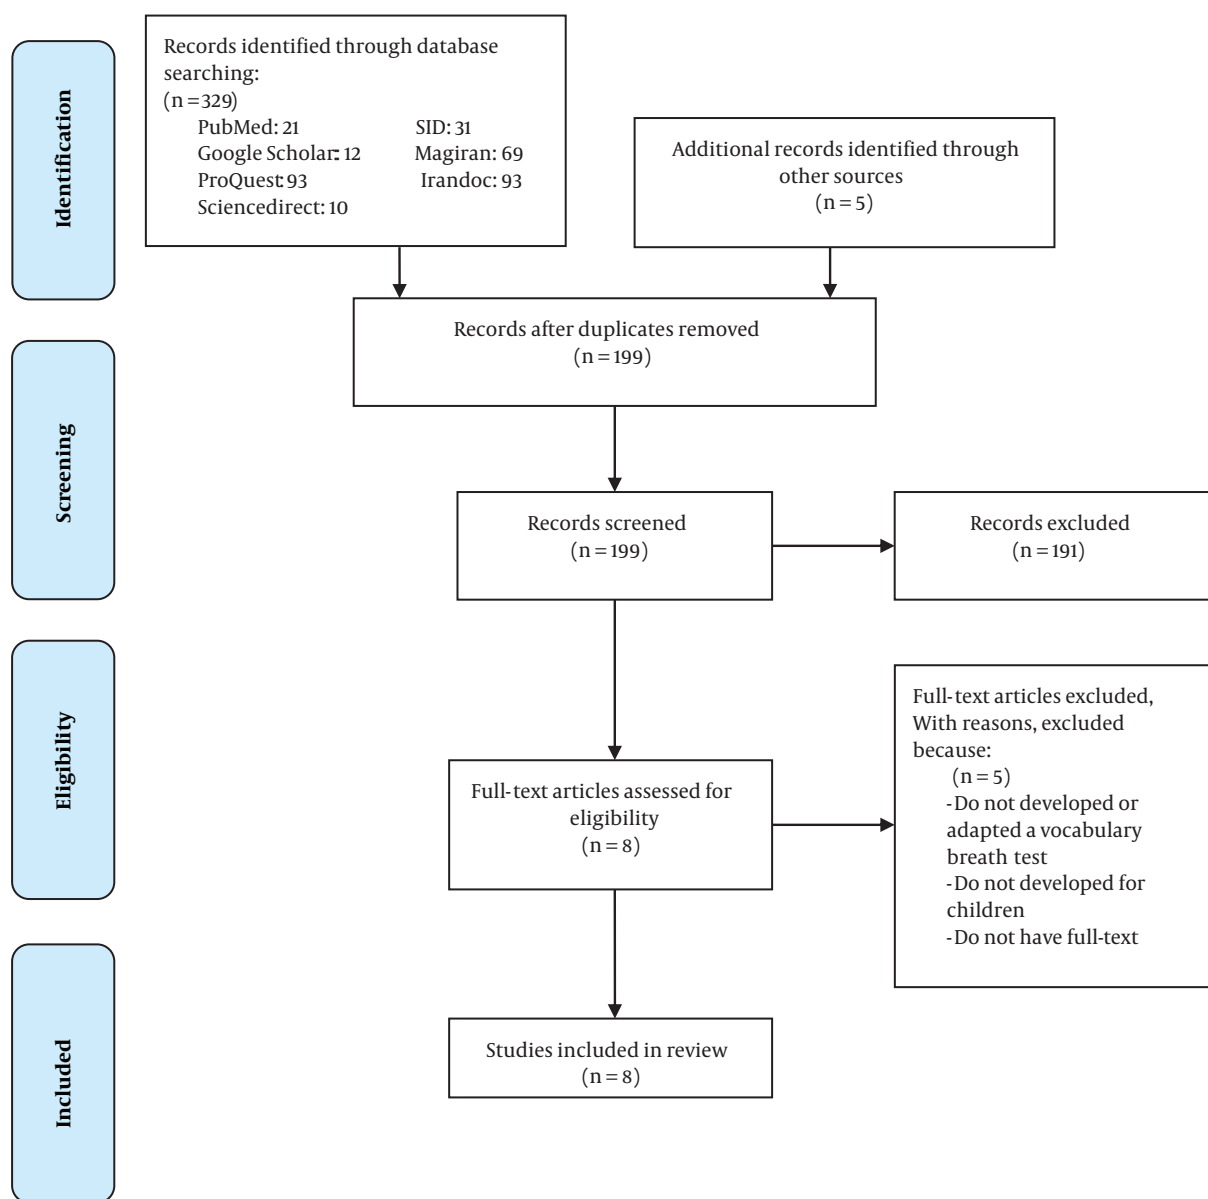 Identification
Records identified through database
searching:
(n = 329)
PubMed: 21 SID: 31
Google Scholar: 12 Magiran: 69
ProQuest: 93 Irandoc: 93
Sciencedirect: 10
Additional records identified through
other sources
(n = 5)
Records after duplicates removed
(n = 199)
Screening
Records screened
(n = 199)
Records excluded
(n = 191)
Eligibility
Full-text articles assessed for
eligibility
(n = 8)
Full-text articles excluded,
With reasons, excluded
because:
(n = 5)
-Do not developed or
adapted a vocabulary
breath test
-Do not developed for
children
-Do not have full-text
Included
Studies included in review
(n = 8)